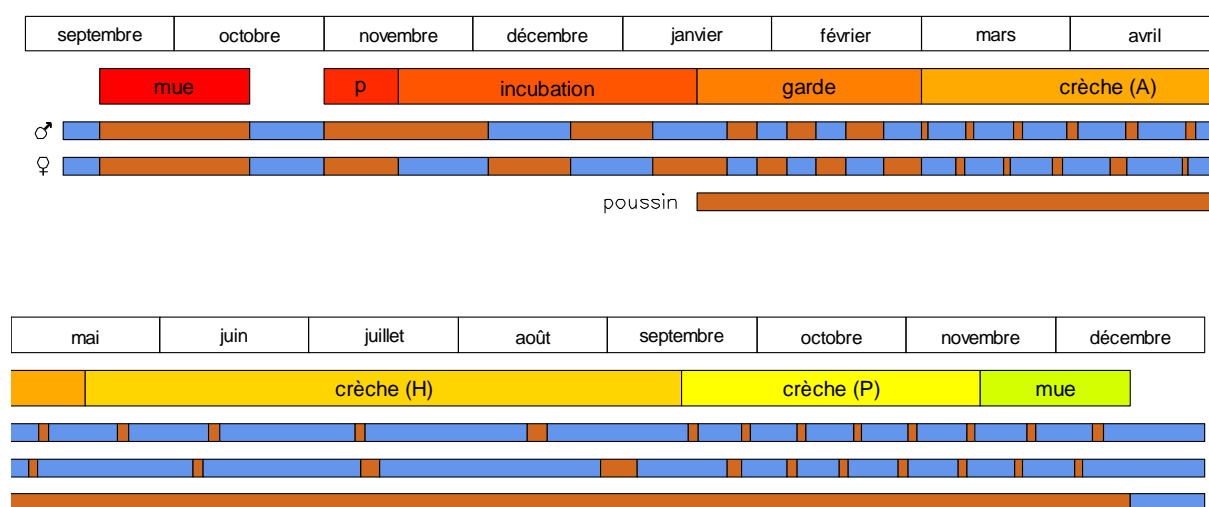 septembre octobre novembre décembre janvier février mars avril
mue p incubation garde crèche (A)
♂
♀
poussin
mai juin juillet août septembre octobre novembre décembre
crèche (H) crèche (P) mue